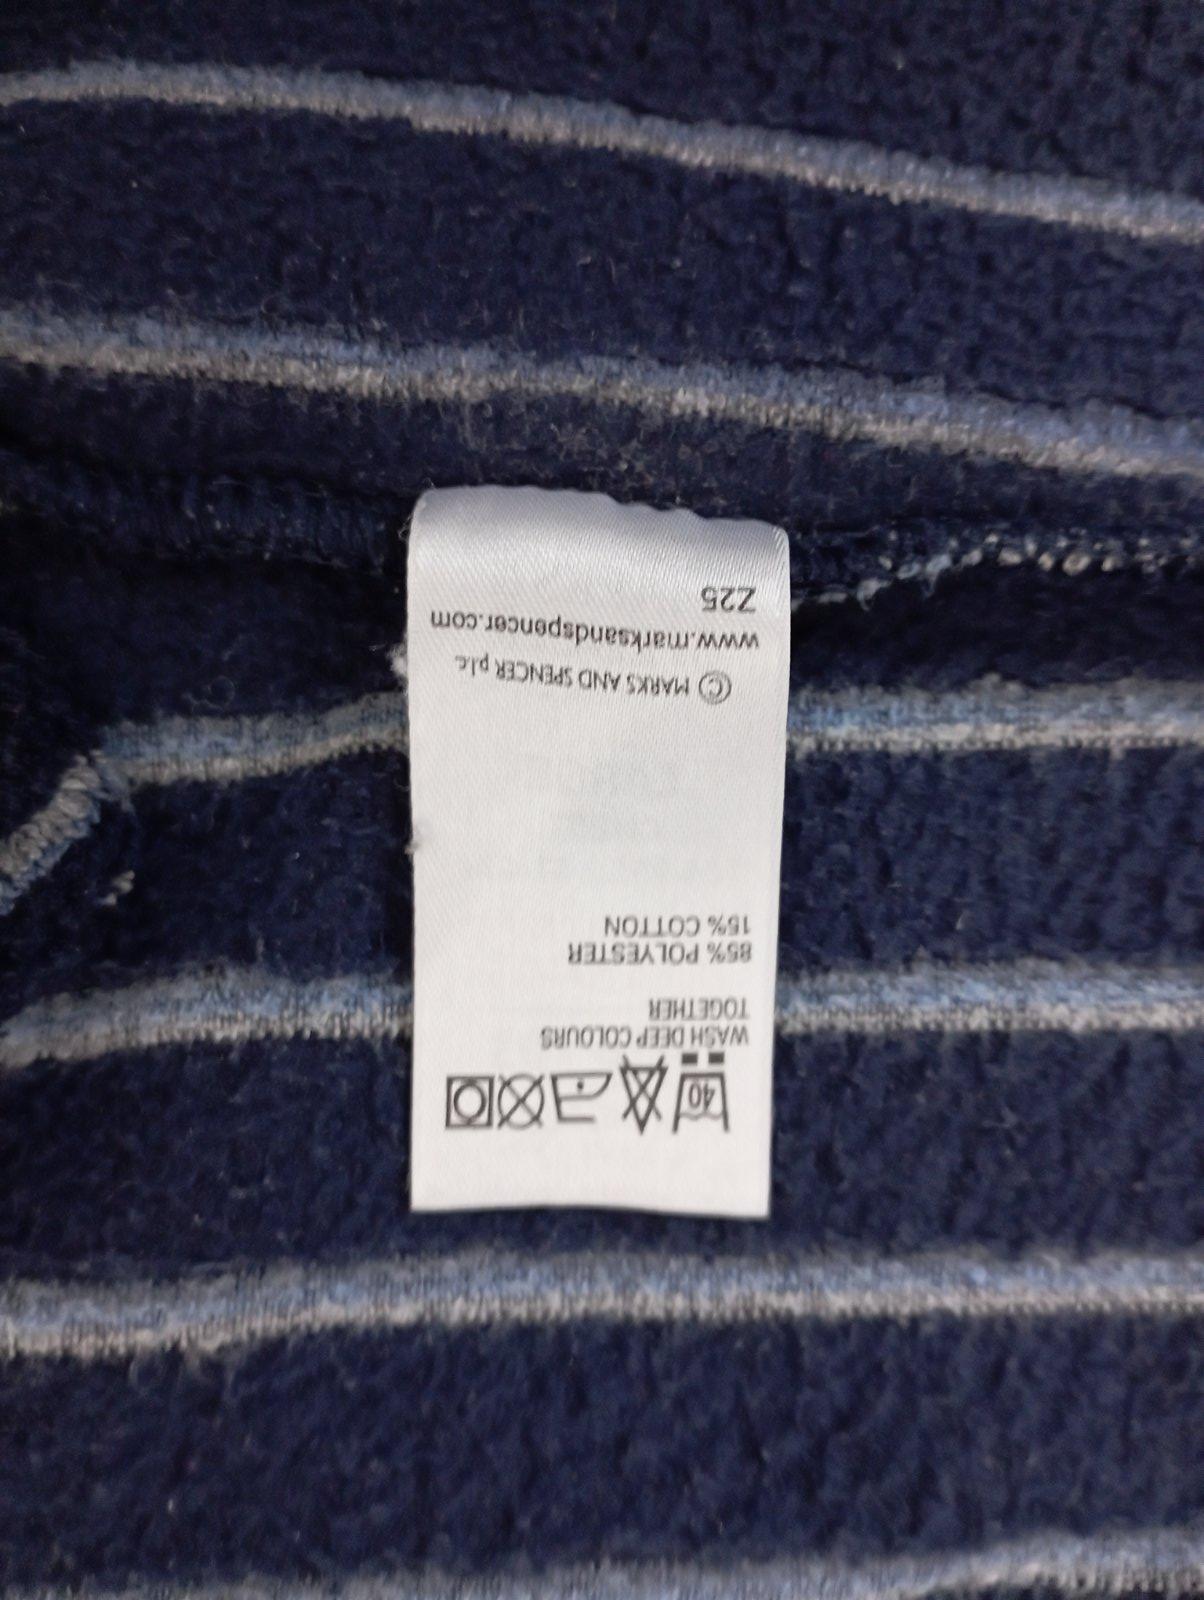 40
WASH DEEP COLOURS
TOGETHER
85% POLYESTER
15% COTTON
© MARKS AND SPENCER p.l.c.
www.marksandspencer.com
Z25